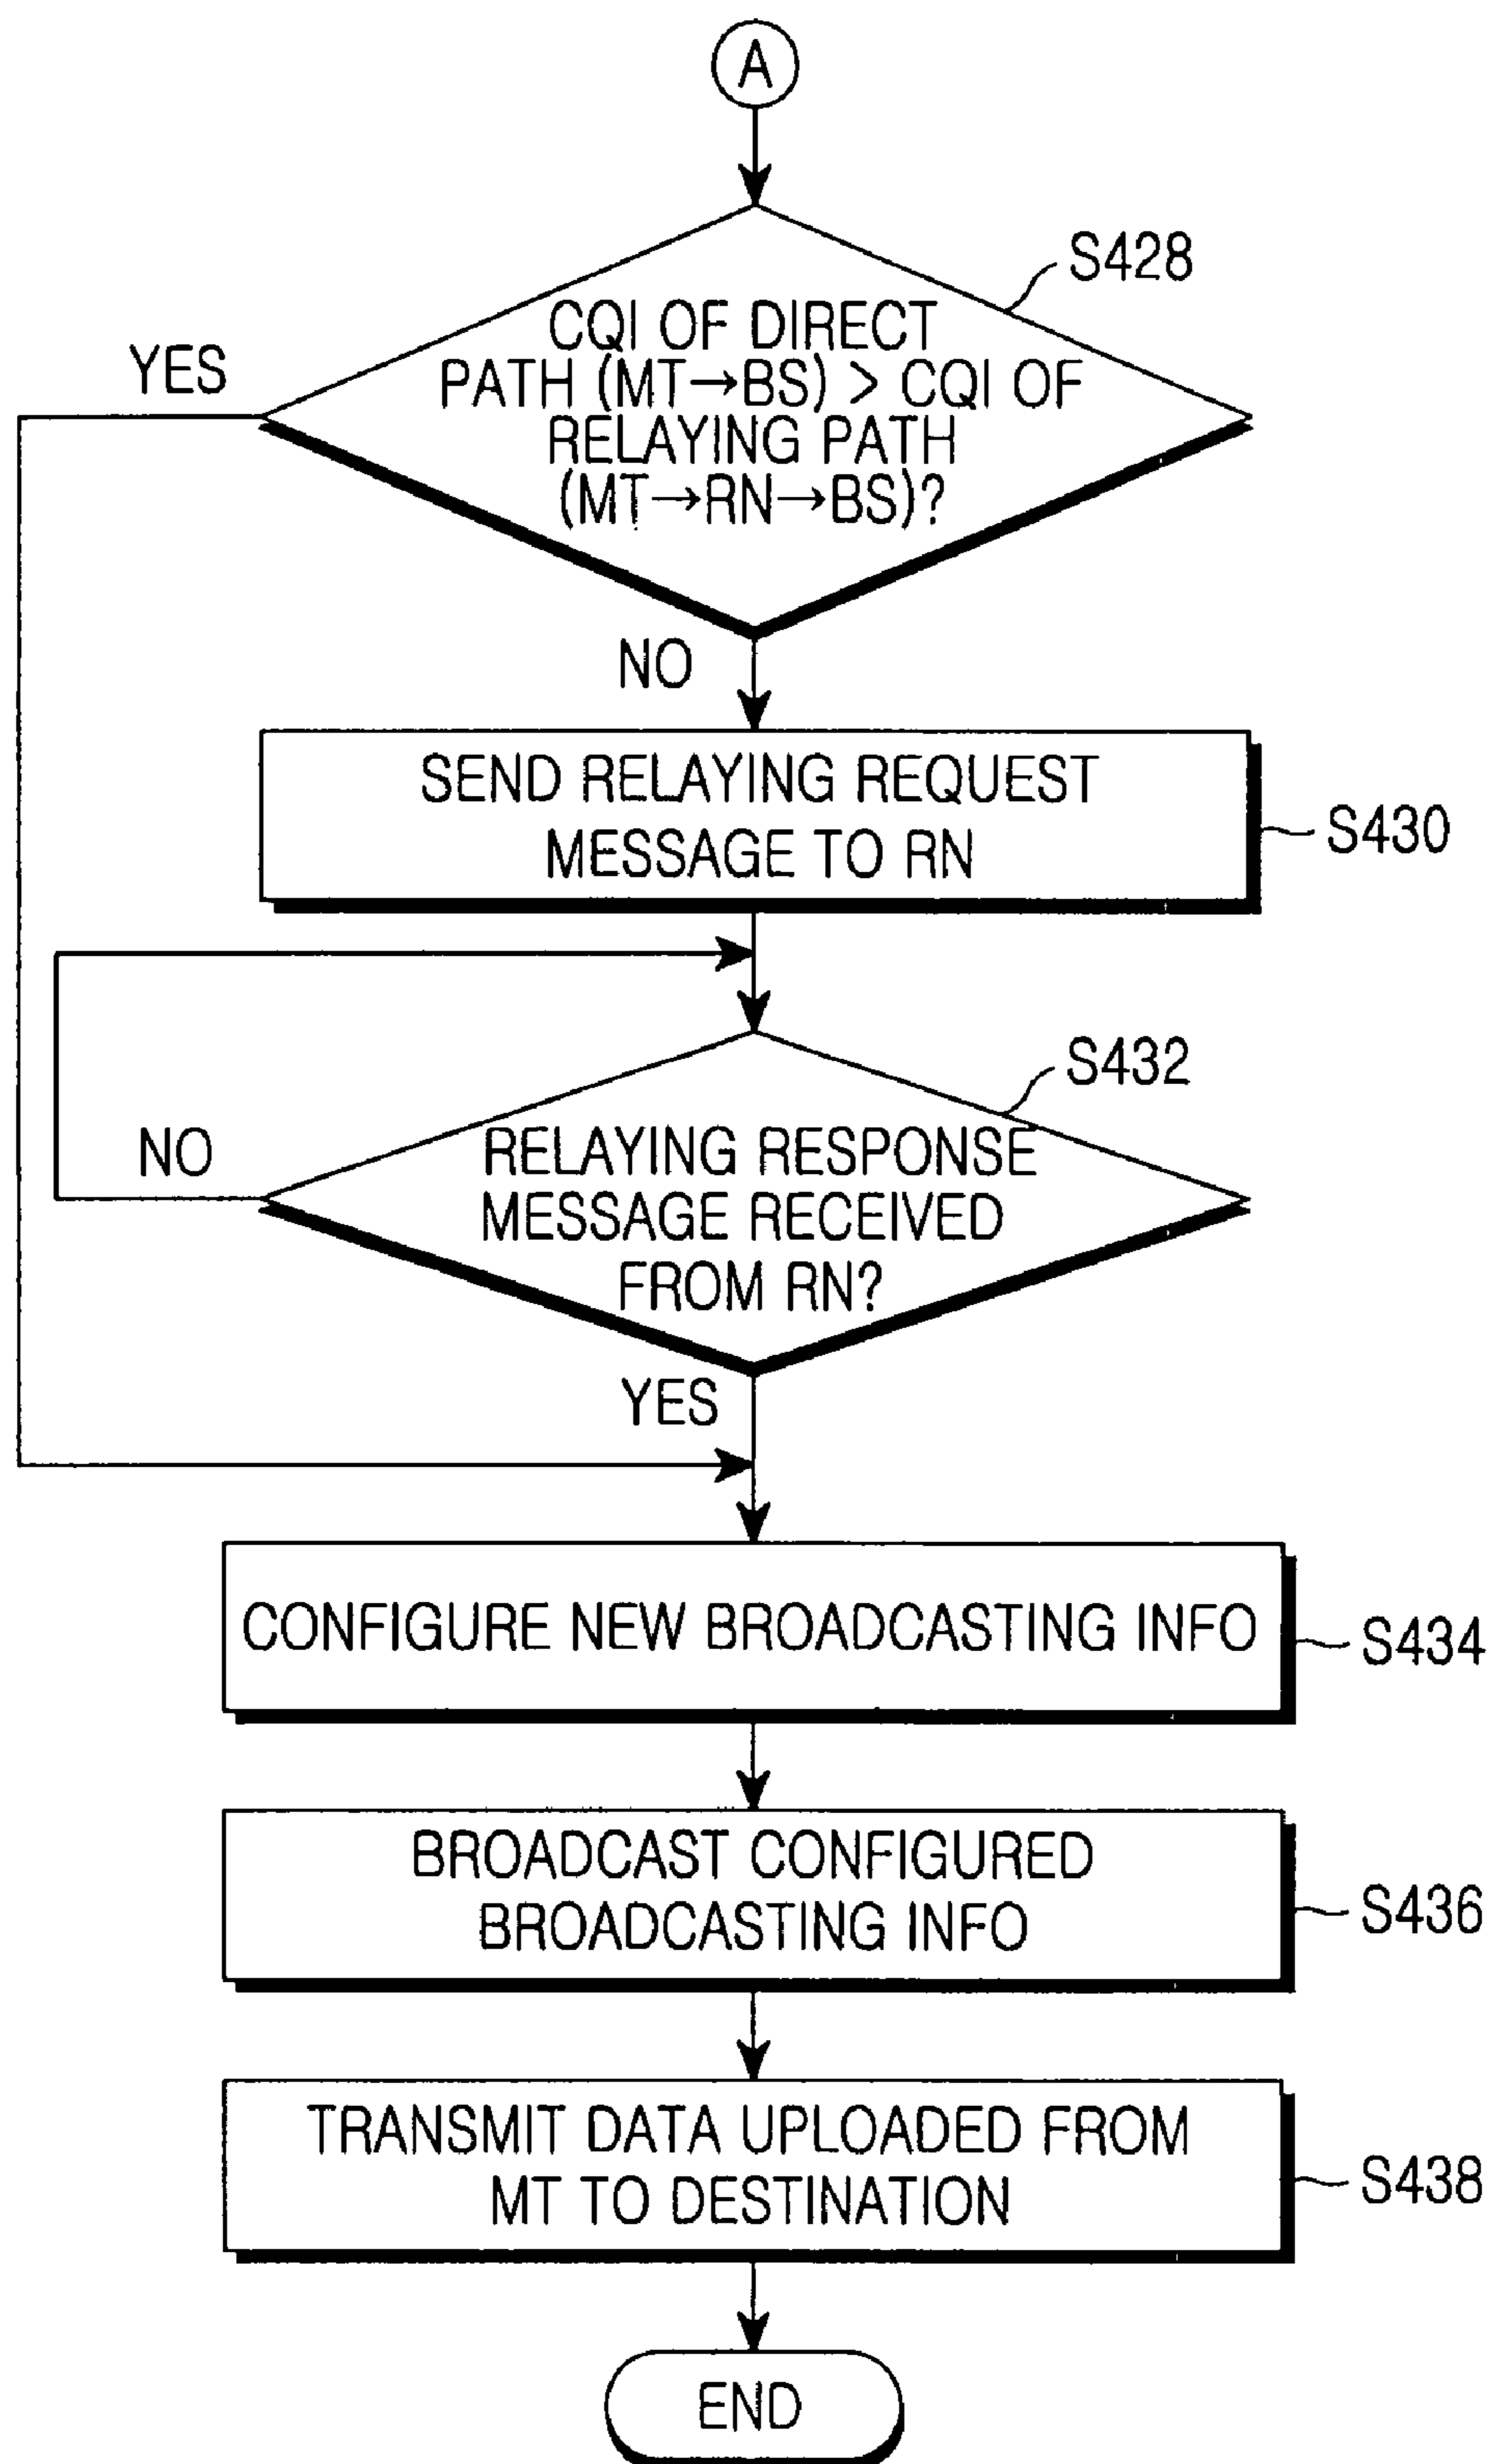 A
S428
CQI OF DIRECT
PATH (MT→BS) > CQI OF
RELAYING PATH
(MT→RN→BS)?
YES
NO
SEND RELAYING REQUEST
MESSAGE TO RN
S430
S432
RELAYING RESPONSE
MESSAGE RECEIVED
FROM RN?
NO
YES
CONFIGURE NEW BROADCASTING INFO
S434
BROADCAST CONFIGURED
BROADCASTING INFO
S436
TRANSMIT DATA UPLOADED FROM
MT TO DESTINATION
S438
END